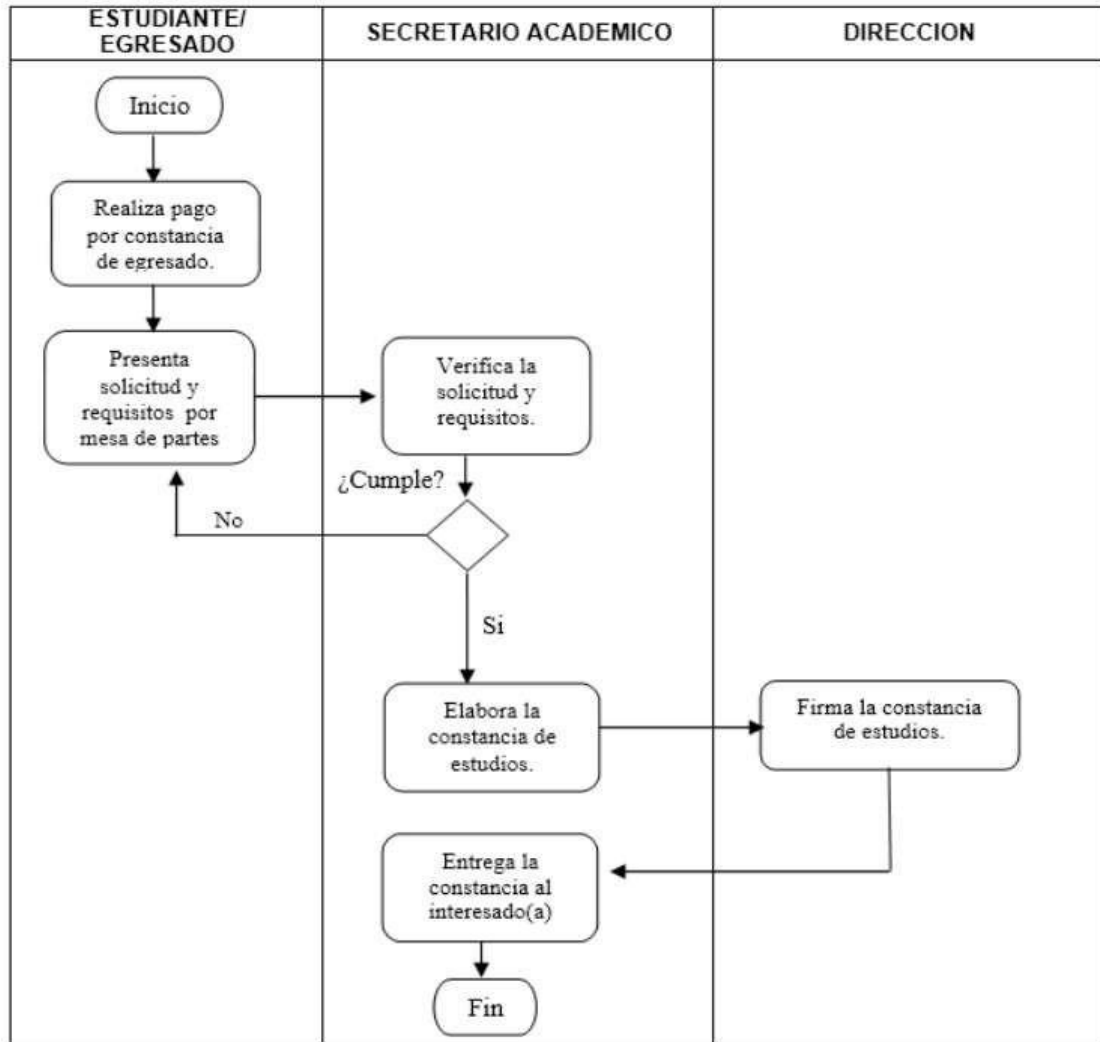 ESTUDIANTE/
EGRESADO
SECRETARIO ACADEMICO
DIRECCION
Inicio
Realiza pago
por constancia
de egresado.
Presenta
solicitud y
requisitos por
mesa de partes
Verifica la
solicitud y
requisitos.
¿Cumple?
No
Si
Elabora la
constancia de
estudios.
Firma la constancia
de estudios.
Entrega la
constancia al
interesado(a)
Fin